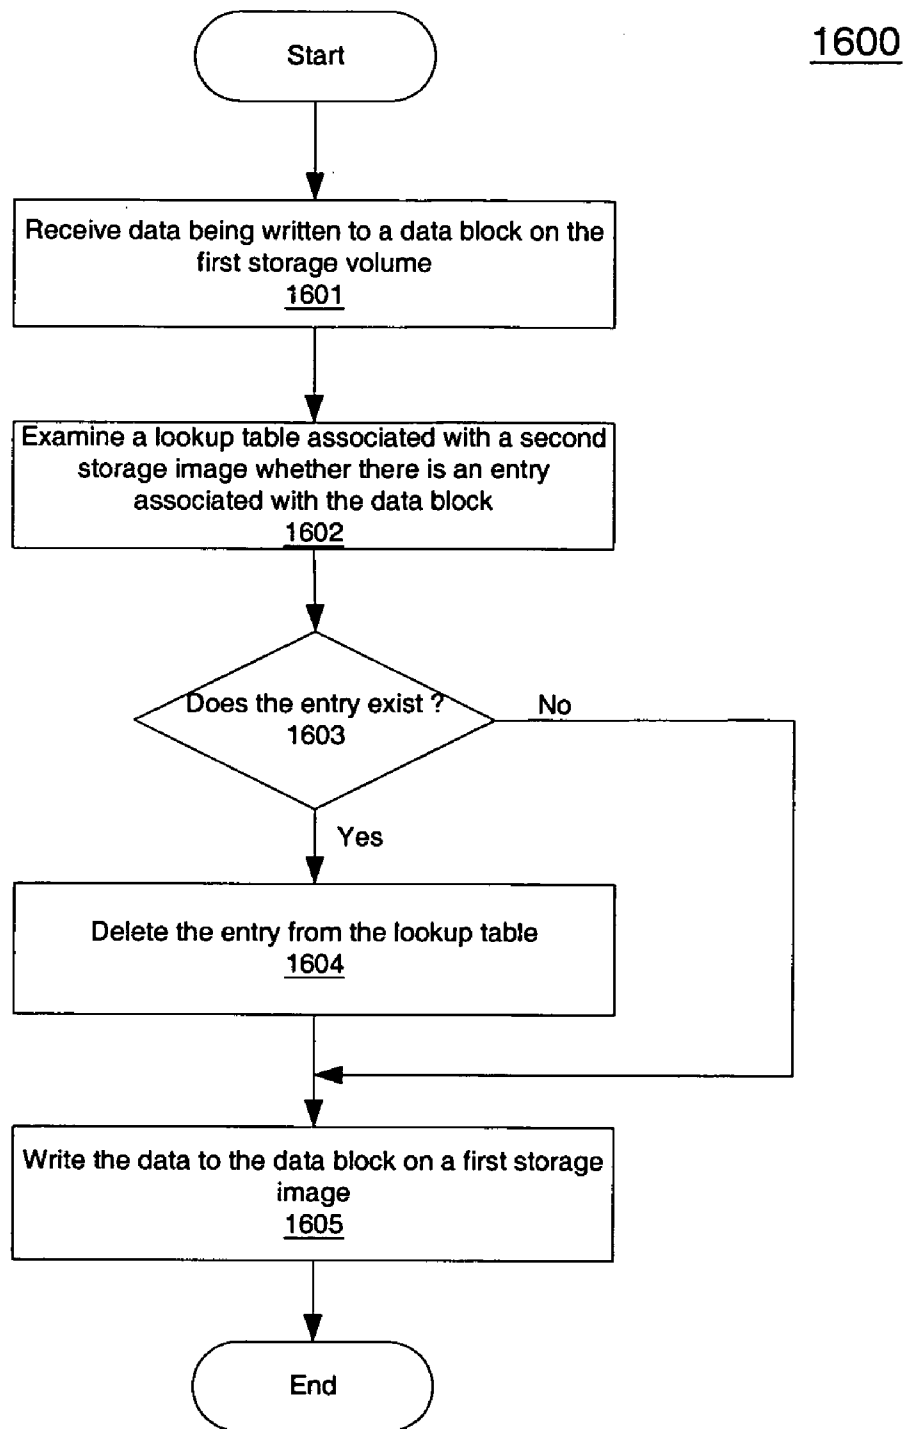 1600
Start
Receive data being written to a data block on the
first storage volume
1601
Examine a lookup table associated with a second
storage image whether there is an entry
associated with the data block
1602
Does the entry exist ?
1603
No
Yes
Delete the entry from the lookup table
1604
Write the data to the data block on a first storage
image
1605
End